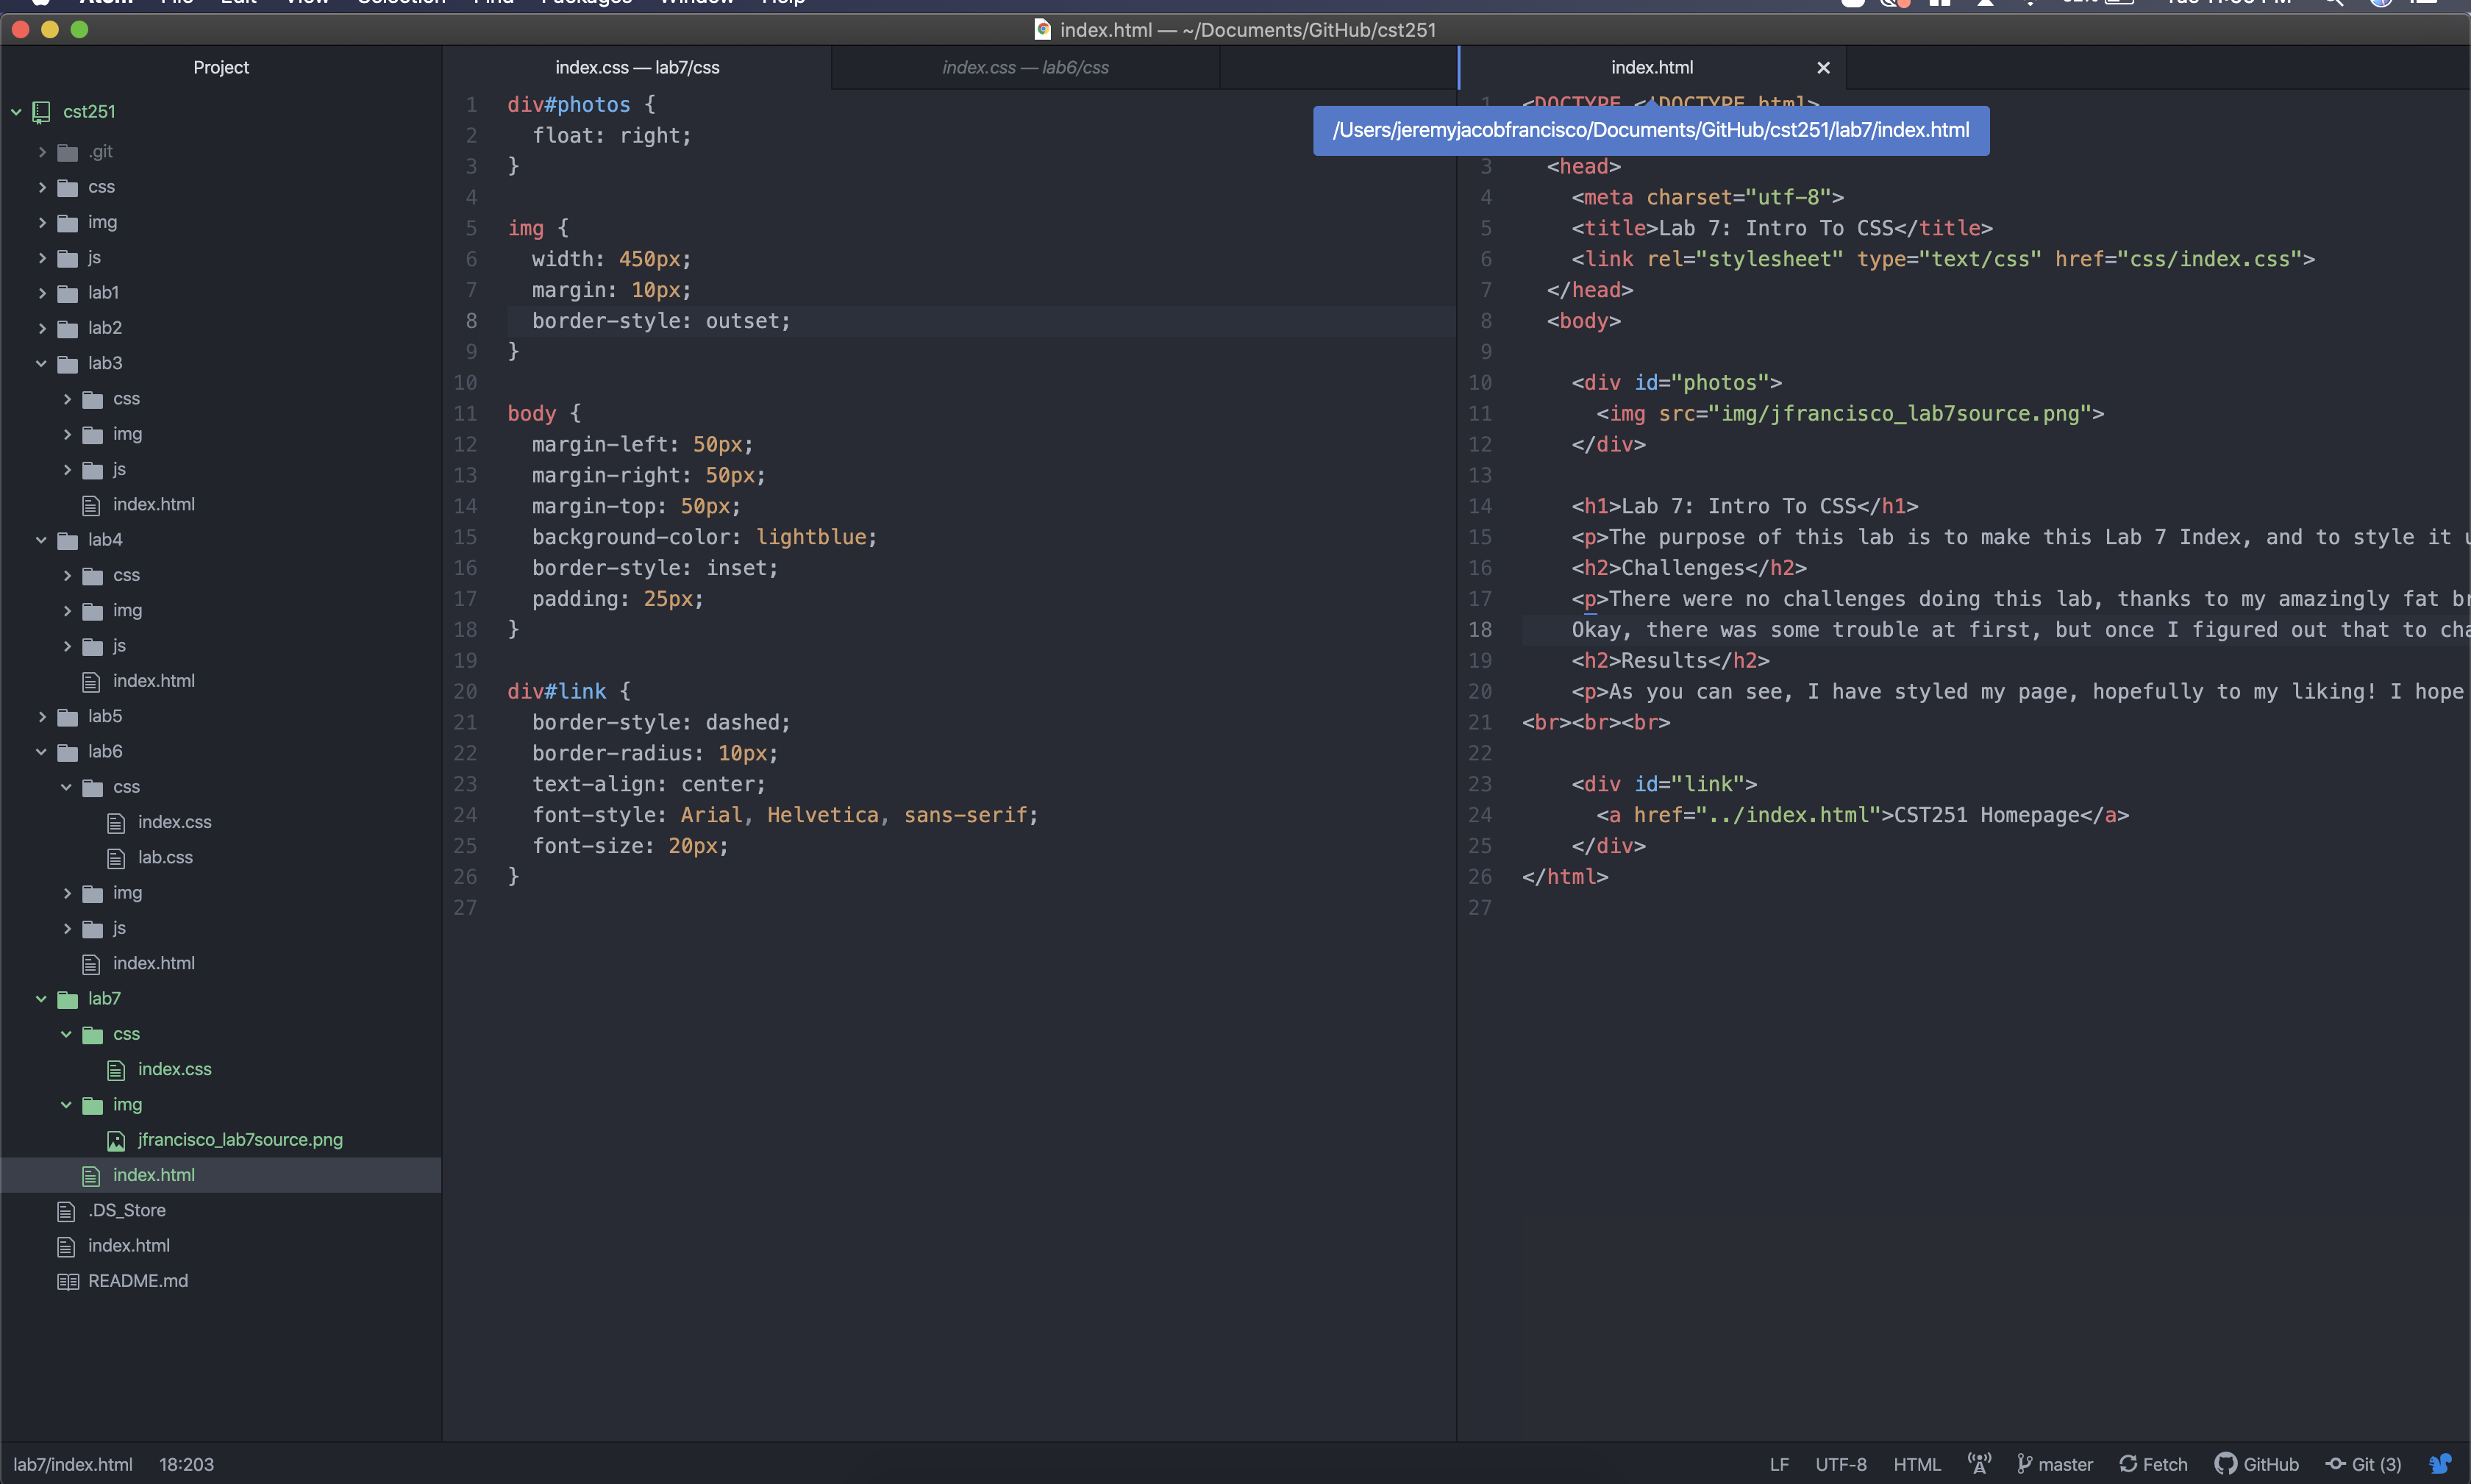 Atom File Edit View Selection Find Packages Window Help
index.html — ~/Documents/GitHub/cst251
Project
cst251
.git
css
img
js
lab1
lab2
lab3
css
img
js
index.html
lab4
css
img
js
index.html
lab5
lab6
css
index.css
lab.css
img
js
index.html
lab7
css
index.css
img
jfrancisco_lab7source.png
index.html
.DS_Store
index.html
README.md
index.css — lab7/css
index.css — lab6/css
1 div#photos {
2 float: right;
3 }
4
5 img {
6 width: 450px;
7 margin: 10px;
8 border-style: outset;
9 }
10
11 body {
12 margin-left: 50px;
13 margin-right: 50px;
14 margin-top: 50px;
15 background-color: lightblue;
16 border-style: inset;
17 padding: 25px;
18 }
19
20 div#link {
21 border-style: dashed;
22 border-radius: 10px;
23 text-align: center;
24 font-style: Arial, Helvetica, sans-serif;
25 font-size: 20px;
26 }
27
index.html
1 <DOCTYPE <!DOCTYPE html>
/Users/jeremyjacobfrancisco/Documents/GitHub/cst251/lab7/index.html
3 <head>
4 <meta charset="utf-8">
5 <title>Lab 7: Intro To CSS</title>
6 <link rel="stylesheet" type="text/css" href="css/index.css">
7 </head>
8 <body>
9
10 <div id="photos">
11 <img src="img/jfrancisco_lab7source.png">
12 </div>
13
14 <h1>Lab 7: Intro To CSS</h1>
15 <p>The purpose of this lab is to make this Lab 7 Index, and to style it
16 <h2>Challenges</h2>
17 <p>There were no challenges doing this lab, thanks to my amazingly fat
18 Okay, there was some trouble at first, but once I figured out that to
19 <h2>Results</h2>
20 <p>As you can see, I have styled my page, hopefully to my liking! I hope
21 <br><br><br>
22
23 <div id="link">
24 <a href="../index.html">CST251 Homepage</a>
25 </div>
26 </html>
27
lab7/index.html 18:203
LF UTF-8 HTML master Fetch GitHub Git (3)